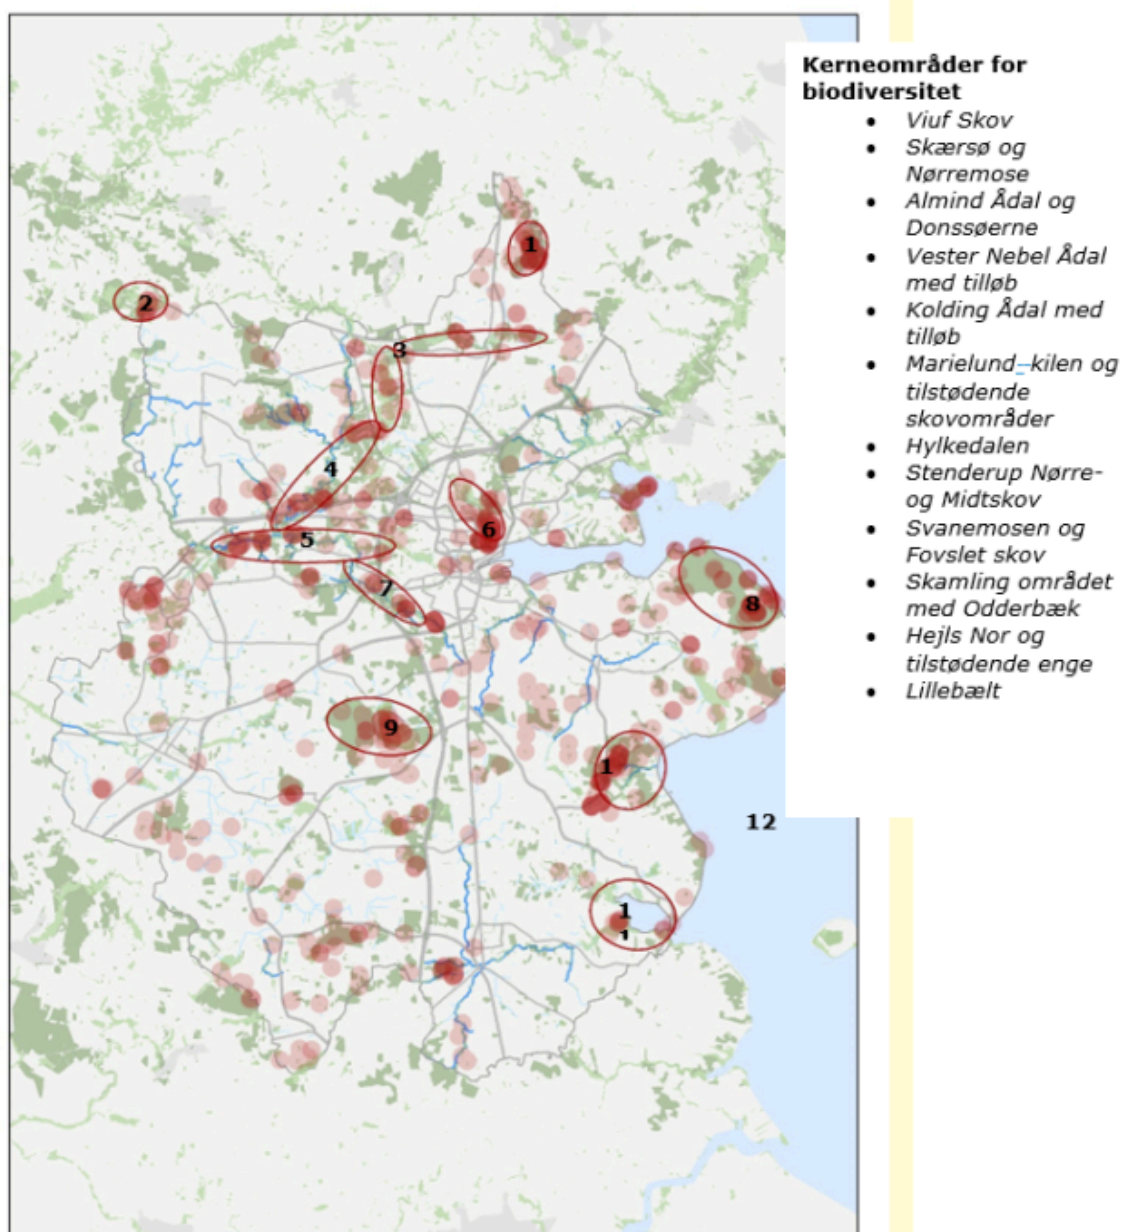 Kerneområder for
biodiversitet
• Viuf Skov
• Skærsø og
Nørremose
• Almind Ådal og
Donssøerne
• Vester Nebel Ådal
med tilløb
• Kolding Ådal med
tilløb
• Marielund-kilen og
tilstødende
skovområder
• Hylkedalen
• Stenderup Nørre-
og Midtskov
• Svanemosen og
Fovslet skov
• Skamling området
med Odderbæk
• Hejls Nor og
tilstødende enge
• Lillebælt
1
2
3
4
6
5
7
8
9
1
12
1
1